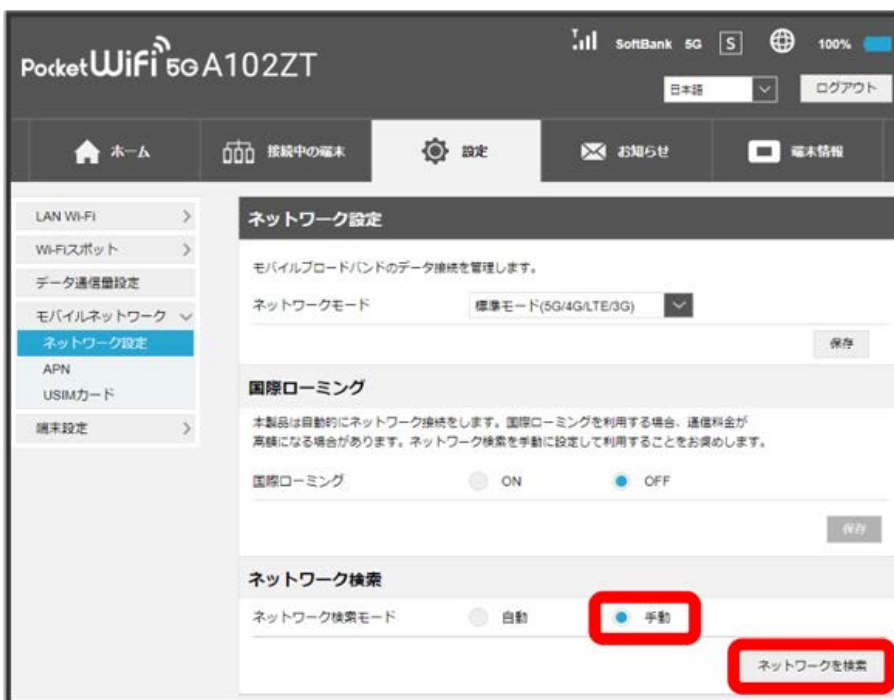 Pocket WiFi 5G A102ZT
SoftBank 5G S 100%
日本語
ログアウト
ホーム
接続中の端末
設定
お知らせ
端末情報
LAN Wi-Fi
Wi-Fiスポット
データ通信量設定
モバイルネットワーク
ネットワーク設定
APN
USIMカード
端末設定
ネットワーク設定
モバイルブロードバンドのデータ接続を管理します。
ネットワークモード 標準モード(5G/4G/LTE/3G)
保存
国際ローミング
本製品は自動的にネットワーク接続をします。国際ローミングを利用する場合、通信料金が
高額になる場合があります。ネットワーク検索を手動に設定して利用することをお奨めします。
国際ローミング ON OFF
保存
ネットワーク検索
ネットワーク検索モード 自動 手動
ネットワークを検索